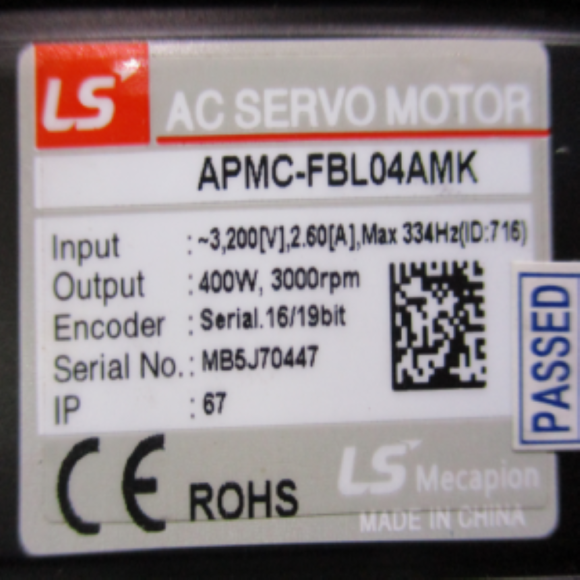 LS AC SERVO MOTOR
APMC-FBL04AMK
Input : ~3,200[V],2.60[A],Max 334Hz(ID:716)
Output : 400W, 3000rpm
Encoder : Serial.16/19bit
Serial No. : MB5J70447
IP : 67
PASSED
CE ROHS
LS Mecapion
MADE IN CHINA